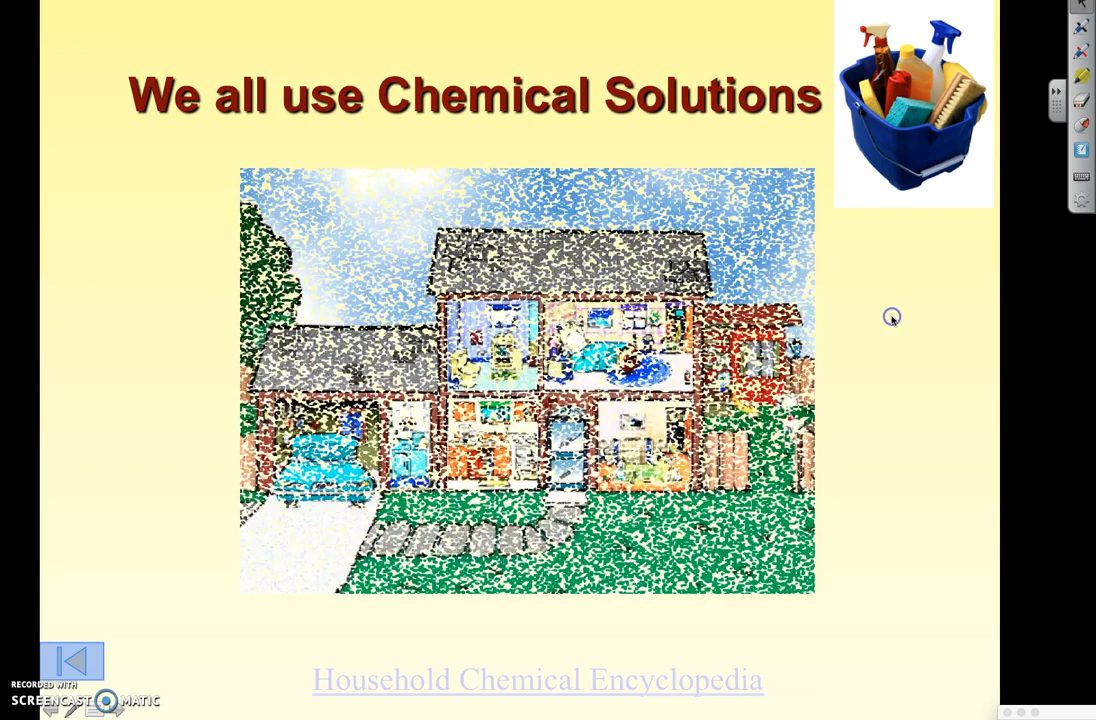 We all use Chemical Solutions
Household Chemical Encyclopedia
RECORDED WITH
SCREENCAST MATIC